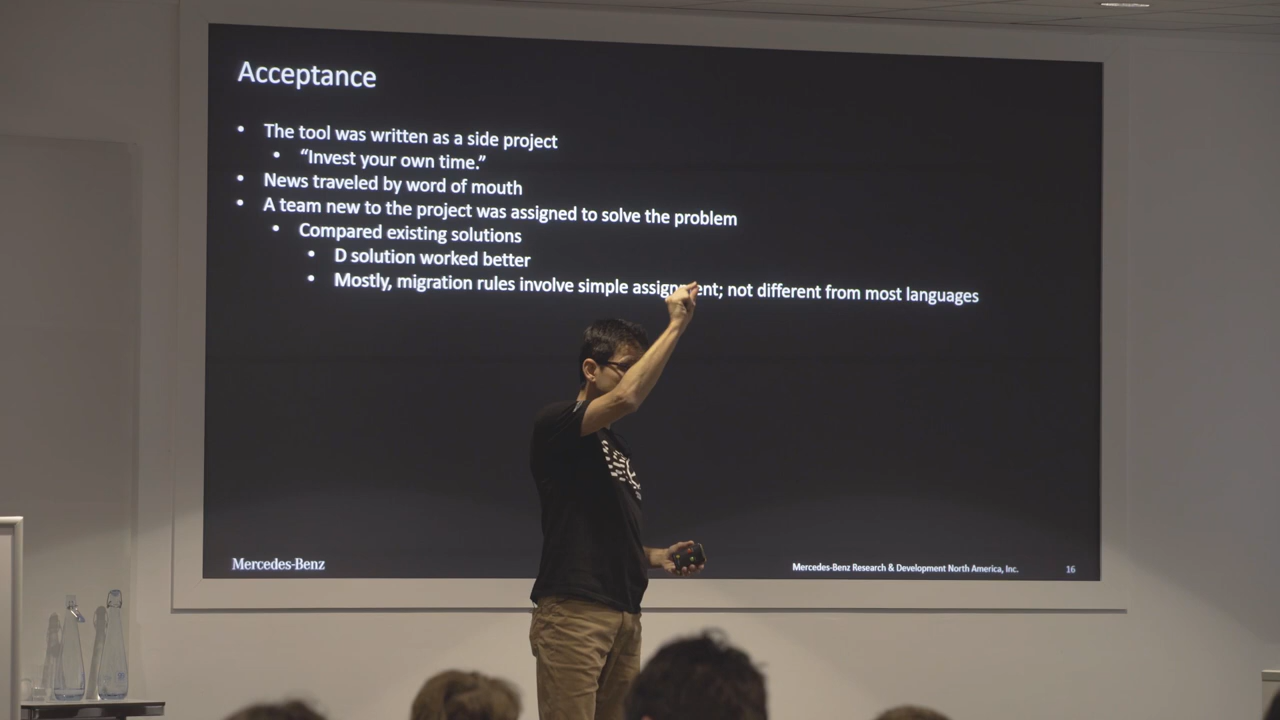 Acceptance
• The tool was written as a side project
• “Invest your own time.”
• News traveled by word of mouth
• A team new to the project was assigned to solve the problem
• Compared existing solutions
• D solution worked better
• Mostly, migration rules involve simple assignment; not different from most languages
Mercedes-Benz
Mercedes-Benz Research & Development North America, Inc.
16